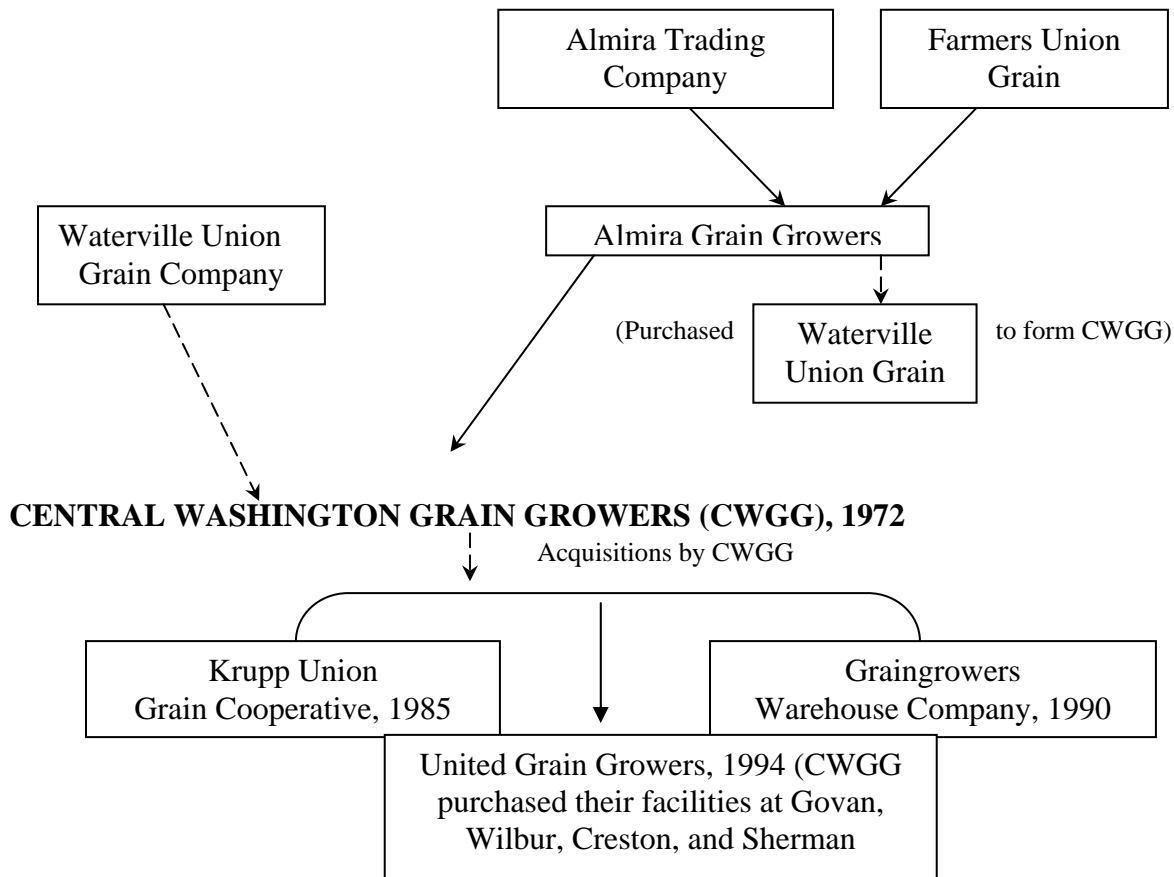 Almira Trading
Company
Farmers Union
Grain
Waterville Union
Grain Company
Almira Grain Growers
(Purchased
Waterville
Union Grain
to form CWGG)
CENTRAL WASHINGTON GRAIN GROWERS (CWGG), 1972
Acquisitions by CWGG
Krupp Union
Grain Cooperative, 1985
Graingrowers
Warehouse Company, 1990
United Grain Growers, 1994 (CWGG
purchased their facilities at Govan,
Wilbur, Creston, and Sherman